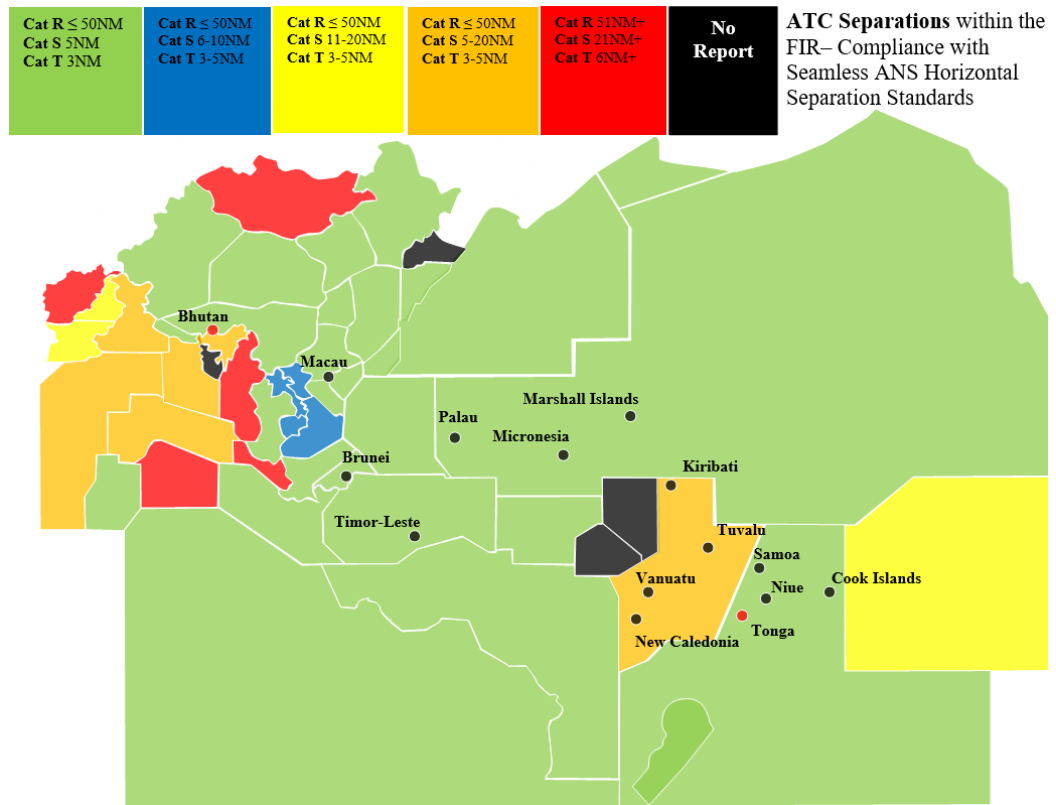 Cat R ≤ 50NM
Cat S 5NM
Cat T 3NM
Cat R ≤ 50NM
Cat S 6-10NM
Cat T 3-5NM
Cat R ≤ 50NM
Cat S 11-20NM
Cat T 3-5NM
Cat R ≤ 50NM
Cat S 5-20NM
Cat T 3-5NM
Cat R 51NM+
Cat S 21NM+
Cat T 6NM+
No
Report
ATC Separations within the
FIR– Compliance with
Seamless ANS Horizontal
Separation Standards
Bhutan
Macau
Marshall Islands
Palau
Micronesia
Brunei
Kiribati
Timor-Leste
Tuvalu
Samoa
Vanuatu
Niue
Cook Islands
New Caledonia
Tonga